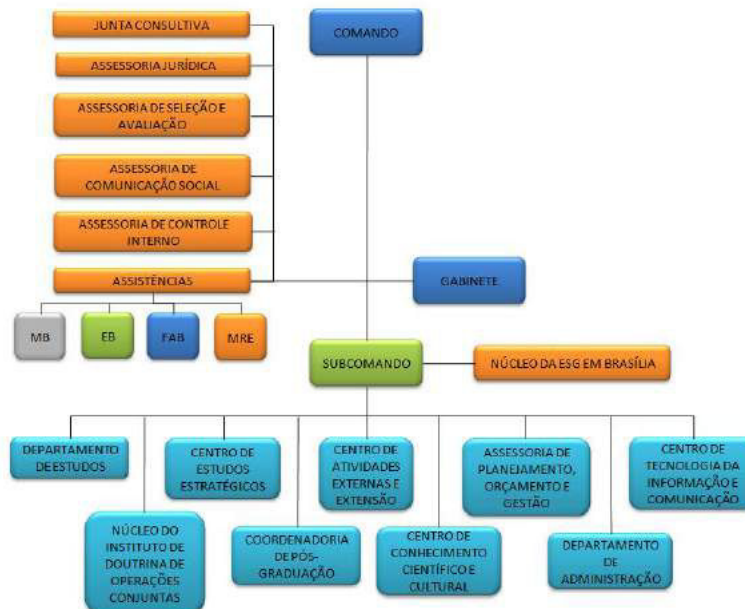 JUNTA CONSULTIVA
COMANDO
ASSESSORIA JURÍDICA
ASSESSORIA DE SELEÇÃO E
AVALIAÇÃO
ASSESSORIA DE
COMUNICAÇÃO SOCIAL
ASSESSORIA DE CONTROLE
INTERNO
ASSISTÊNCIAS
GABINETE
MB
EB
FAB
MRE
SUBCOMANDO
NÚCLEO DA ESG EM BRASÍLIA
DEPARTAMENTO
DE ESTUDOS
CENTRO DE
ESTUDOS
ESTRATÉGICOS
CENTRO DE
ATIVIDADES
EXTERNAS E
EXTENSÃO
ASSESSORIA DE
PLANEJAMENTO,
ORÇAMENTO E
GESTÃO
CENTRO DE
TECNOLOGIA DA
INFORMAÇÃO E
COMUNICAÇÃO
NÚCLEO DO
INSTITUTO DE
DOUTRINA DE
OPERAÇÕES
CONJUNTAS
COORDENADORIA
DE PÓS-
GRADUAÇÃO
CENTRO DE
CONHECIMENTO
CIENTÍFICO E
CULTURAL
DEPARTAMENTO
DE
ADMINISTRAÇÃO